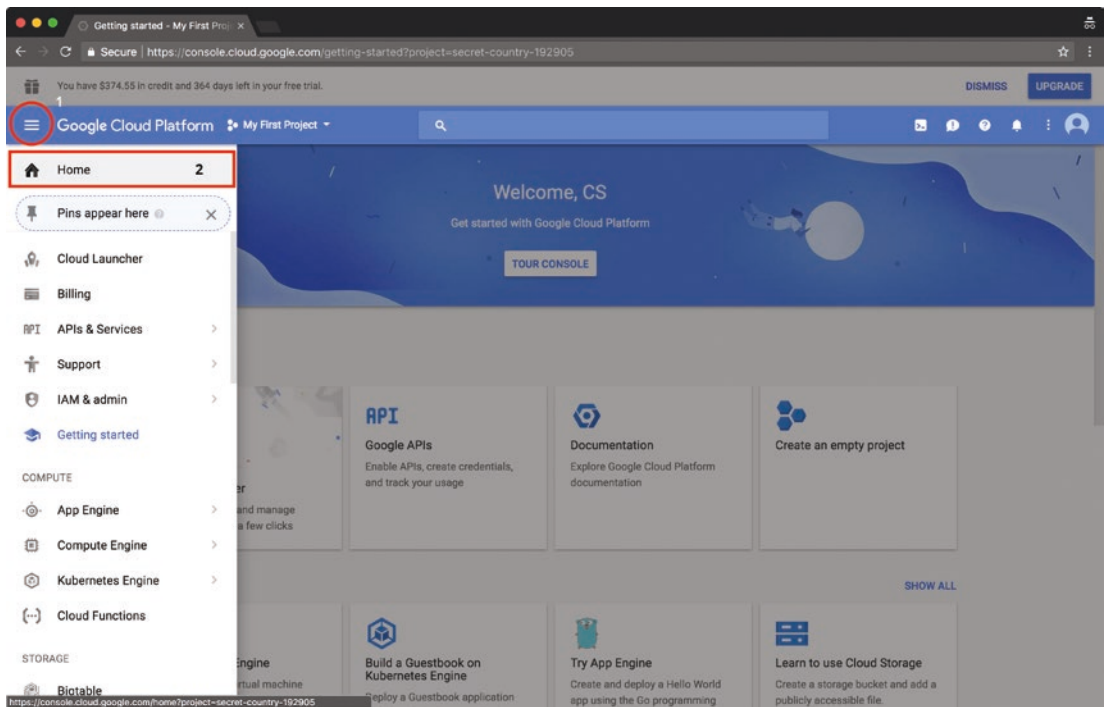 Getting started - My First Proj
Secure | https://console.cloud.google.com/getting-started?project=secret-country-192905
You have $374.55 in credit and 364 days left in your free trial.
DISMISS
UPGRADE
1
Google Cloud Platform
My First Project
Home 2
Pins appear here
Cloud Launcher
Billing
API APIs & Services
Support
IAM & admin
Getting started
COMPUTE
App Engine
Compute Engine
Kubernetes Engine
Cloud Functions
STORAGE
Bigtable
https://console.cloud.google.com/home?project=secret-country-192905
Welcome, CS
Get started with Google Cloud Platform
TOUR CONSOLE
er
and manage
a few clicks
API
Google APIs
Enable APIs, create credentials,
and track your usage
Documentation
Explore Google Cloud Platform
documentation
Create an empty project
SHOW ALL
Engine
rtual machine
Build a Guestbook on
Kubernetes Engine
Deploy a Guestbook application
Try App Engine
Create and deploy a Hello World
app using the Go programming
Learn to use Cloud Storage
Create a storage bucket and add a
publicly accessible file.